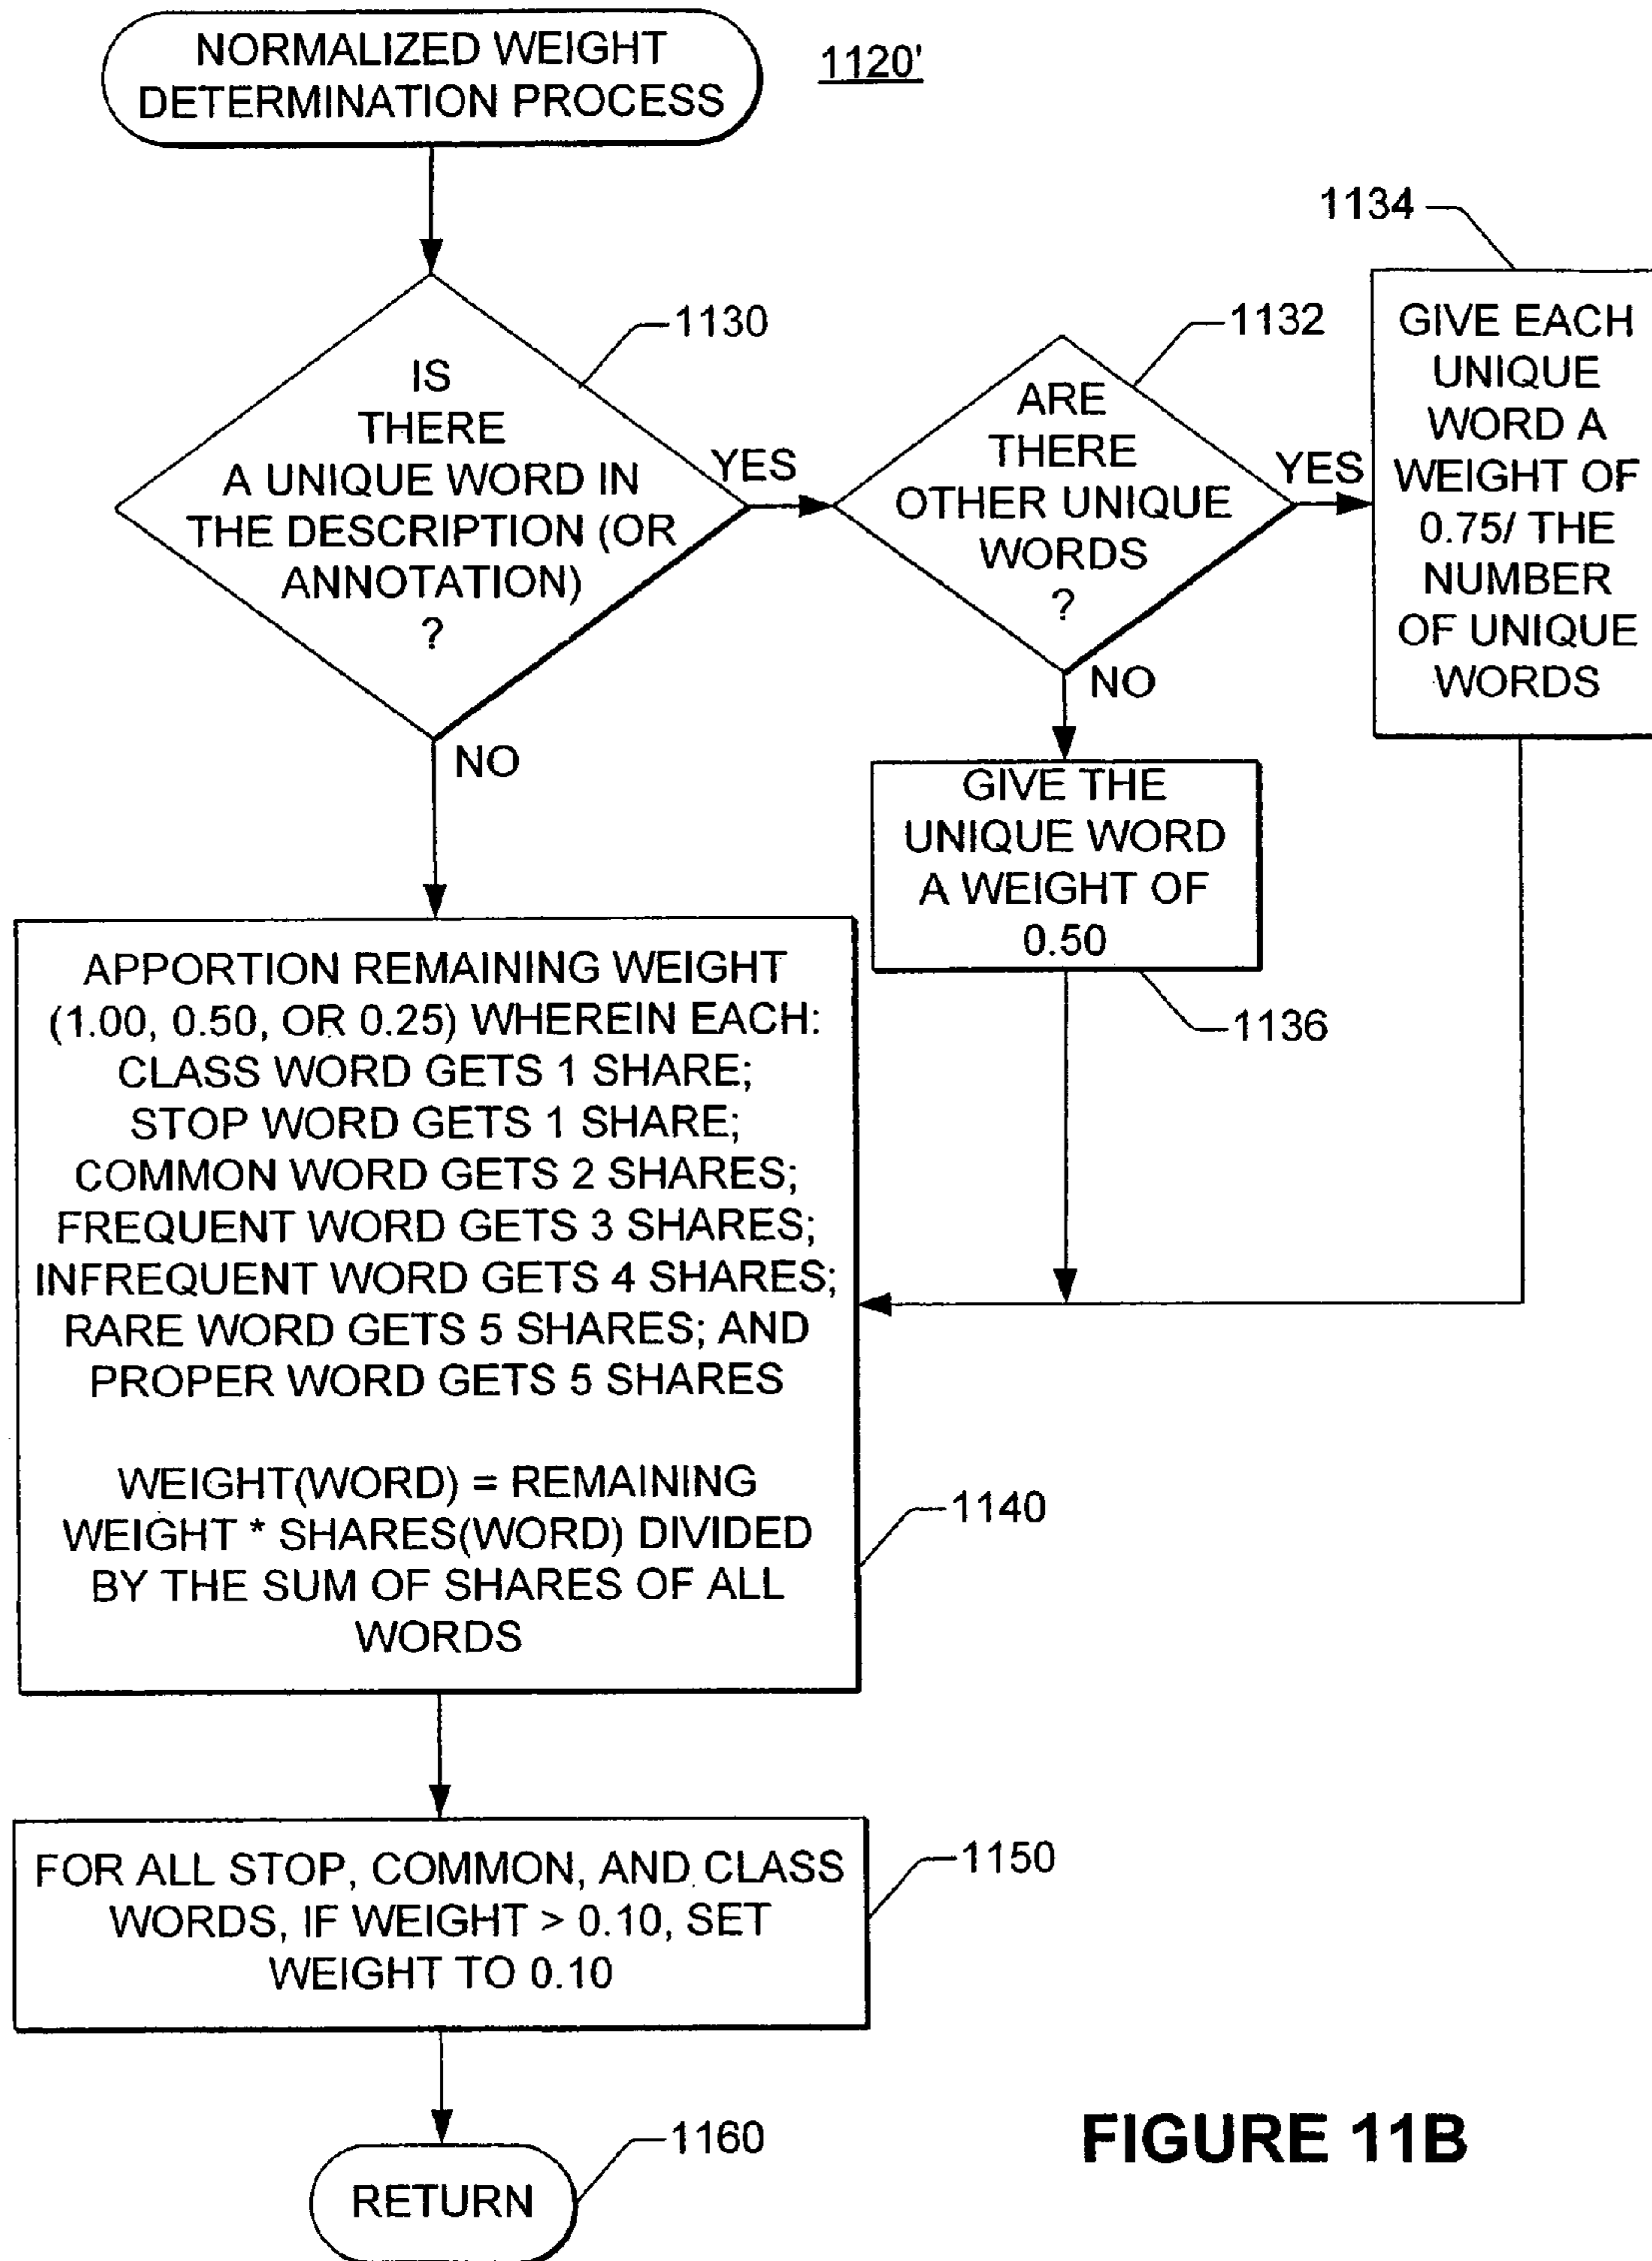 NORMALIZED WEIGHT
DETERMINATION PROCESS
1120'
1130
IS
THERE
A UNIQUE WORD IN
THE DESCRIPTION (OR
ANNOTATION)
?
YES
NO
1132
ARE
THERE
OTHER UNIQUE
WORDS
?
YES
NO
1134
GIVE EACH
UNIQUE
WORD A
WEIGHT OF
0.75/ THE
NUMBER
OF UNIQUE
WORDS
GIVE THE
UNIQUE WORD
A WEIGHT OF
0.50
1136
APPORTION REMAINING WEIGHT
(1.00, 0.50, OR 0.25) WHEREIN EACH:
CLASS WORD GETS 1 SHARE;
STOP WORD GETS 1 SHARE;
COMMON WORD GETS 2 SHARES;
FREQUENT WORD GETS 3 SHARES;
INFREQUENT WORD GETS 4 SHARES;
RARE WORD GETS 5 SHARES; AND
PROPER WORD GETS 5 SHARES
WEIGHT(WORD) = REMAINING
WEIGHT * SHARES(WORD) DIVIDED
BY THE SUM OF SHARES OF ALL
WORDS
1140
FOR ALL STOP, COMMON, AND CLASS
WORDS, IF WEIGHT > 0.10, SET
WEIGHT TO 0.10
1150
RETURN
1160
FIGURE 11B